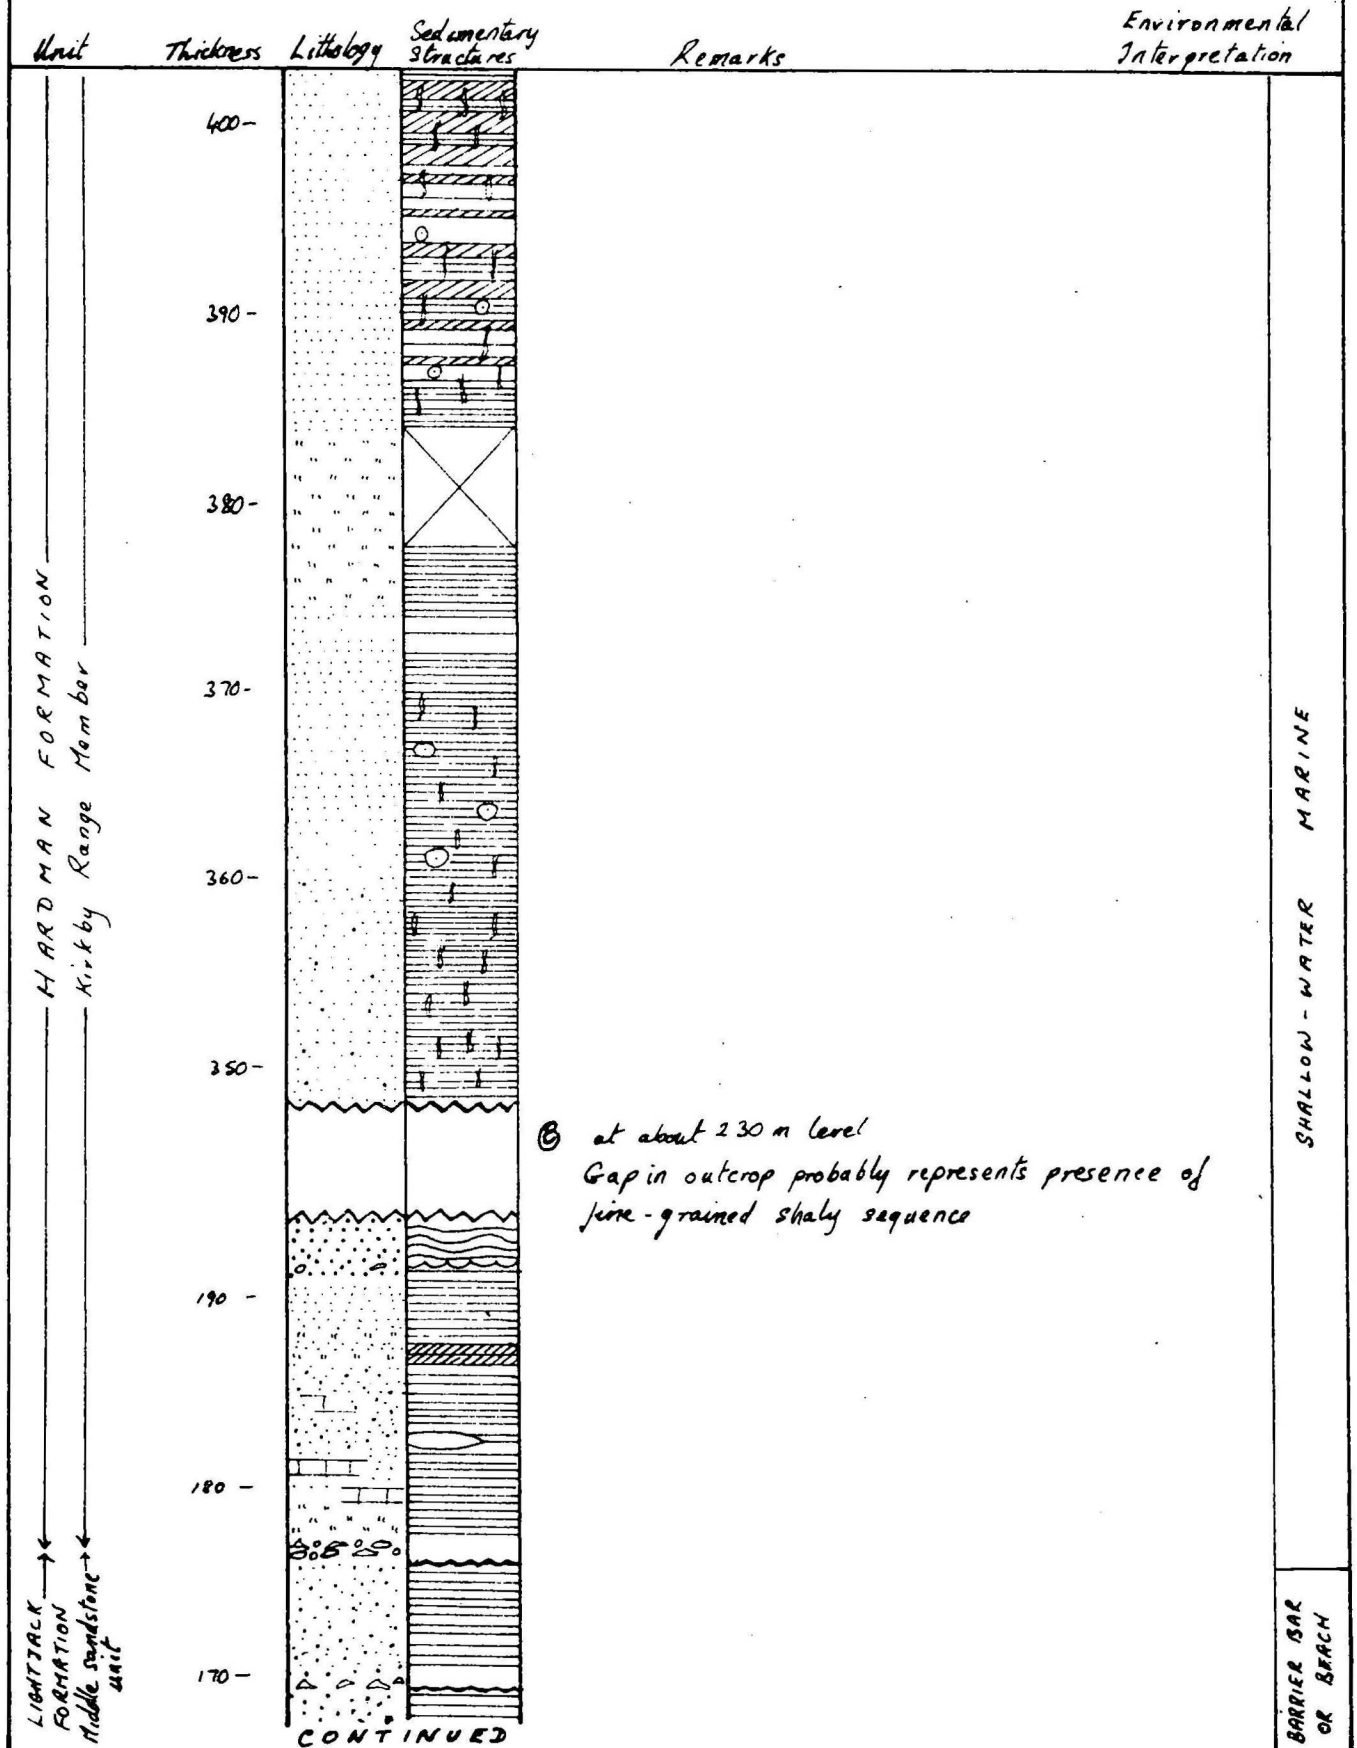 Unit Thickness Lithology Sedimentary Structures Remarks Environmental Interpretation
400-
390-
380-
370-
360-
350-
190-
180-
170-
HARDMAN FORMATION
Kirkby Range Member
LIGHTJACK FORMATION
Middle sandstone unit
at about 230 m level
Gap in outcrop probably represents presence of
fine-grained shaly sequence
SHALLOW-WATER MARINE
BARRIER BAR
OR BEACH
CONTINUED